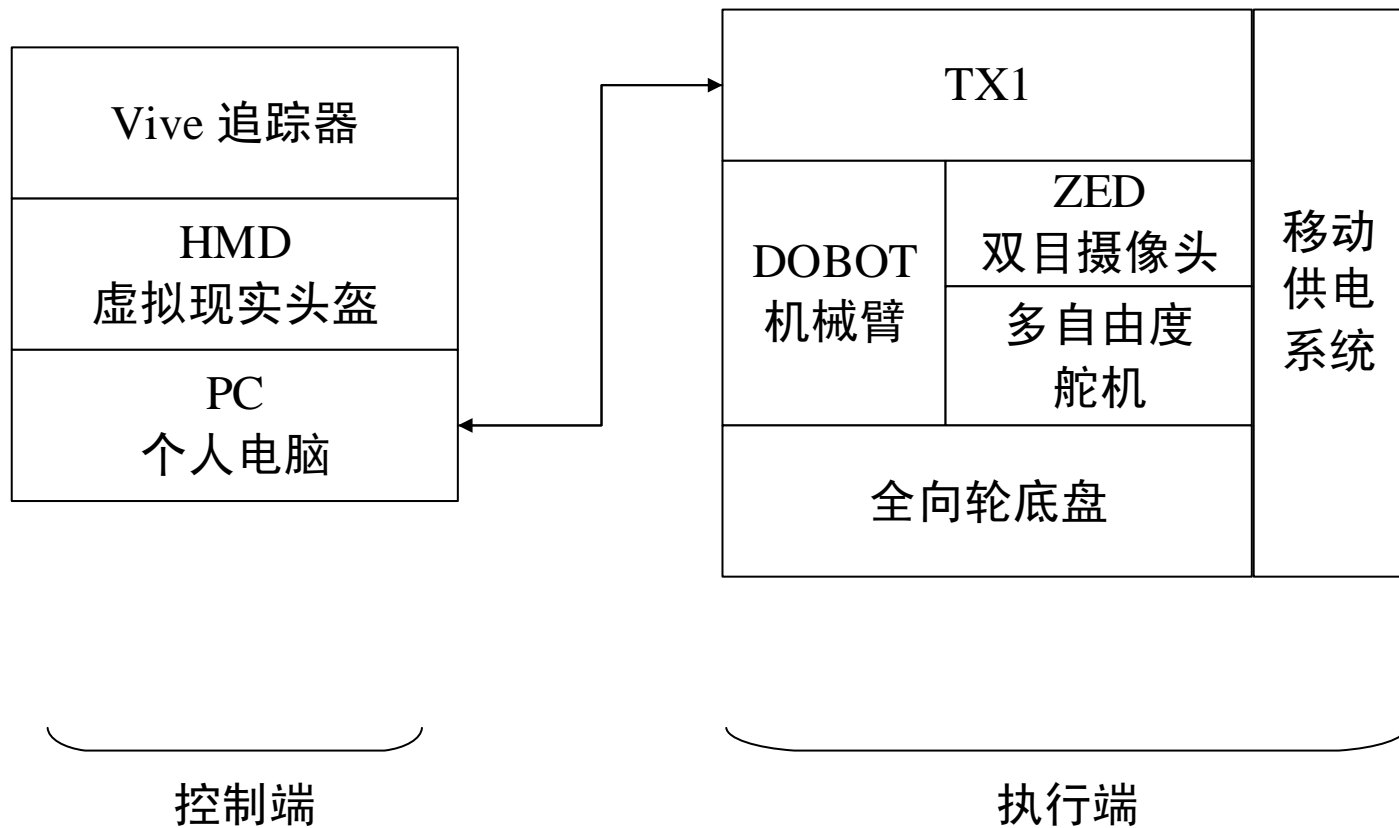 Vive 追踪器
HMD
虚拟现实头盔
PC
个人电脑
TX1
DOBOT
机械臂
ZED
双目摄像头
多自由度
舵机
全向轮底盘
移动
供电
系统
控制端
执行端